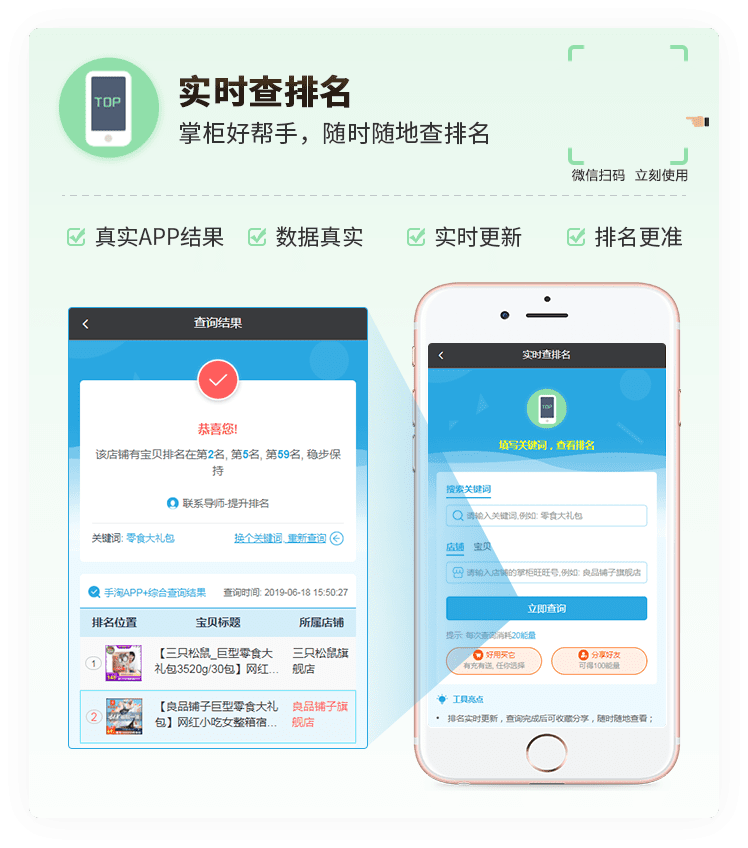 TOP
实时查排名
掌柜好帮手，随时随地查排名
微信扫码 立刻使用
真实APP结果 数据真实 实时更新 排名更准
查询结果
恭喜您!
该店铺有宝贝排名在第2名, 第5名, 第59名, 稳步保
持
联系导师-提升排名
关键词: 零食大礼包 换个关键词, 重新查询
手淘APP+综合查询结果 查询时间: 2019-06-18 15:50:27
排名位置 宝贝标题 所属店铺
1 【三只松鼠_巨型零食大 三只松鼠旗
礼包3520g/30包】网红... 舰店
2 【良品铺子巨型零食大礼 良品铺子旗
包】网红小吃女整箱宿... 舰店
实时查排名
TOP
填写关键词，查看排名
搜索关键词
请输入关键词,例如: 零食大礼包
店铺 宝贝
请输入店铺的掌柜旺旺号,例如: 良品铺子旗舰店
立即查询
提示: 每次查询消耗20能量
好用买它 分享好友
有充有送, 任你选择 可得100能量
工具亮点
• 排名实时更新，查询完成后可收藏分享，随时随地查看；